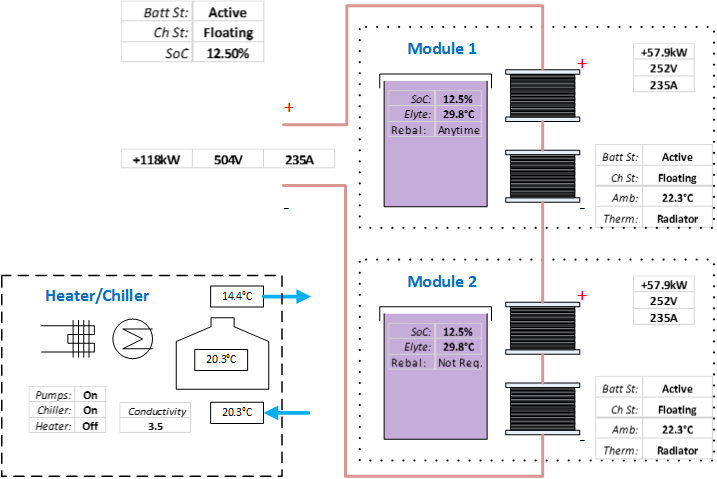 Batt St: Active
Ch St: Floating
SoC 12.50%
+
+118kW 504V 235A
-
Module 1
+
+57.9kW
252V
235A
SoC: 12.5%
Elyte: 29.8°C
Rebal: Anytime
Batt St: Active
Ch St: Floating
Amb: 22.3°C
Therm: Radiator
-
Module 2
+
+57.9kW
252V
235A
SoC: 12.5%
Elyte: 29.8°C
Rebal: Not Req.
Batt St: Active
Ch St: Floating
Amb: 22.3°C
Therm: Radiator
-
Heater/Chiller
14.4°C
20.3°C
20.3°C
Pumps: On
Chiller: On
Heater: Off
Conductivity
3.5